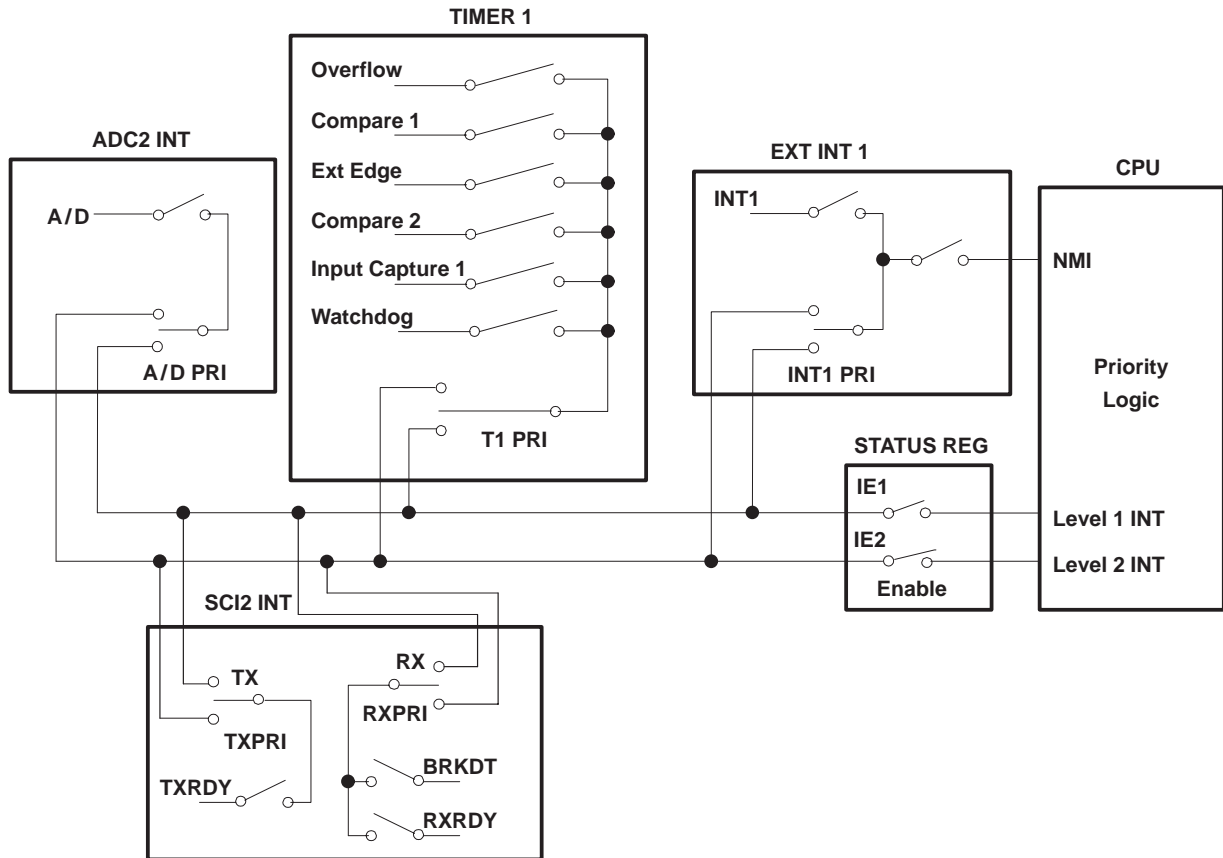 TIMER 1
Overflow
Compare 1
Ext Edge
Compare 2
Input Capture 1
Watchdog
T1 PRI
ADC2 INT
A/D
A/D PRI
EXT INT 1
INT1
INT1 PRI
CPU
NMI
Priority
Logic
Level 1 INT
Level 2 INT
STATUS REG
IE1
IE2
Enable
SCI2 INT
TX
TXPRI
TXRDY
RX
RXPRI
BRKDT
RXRDY